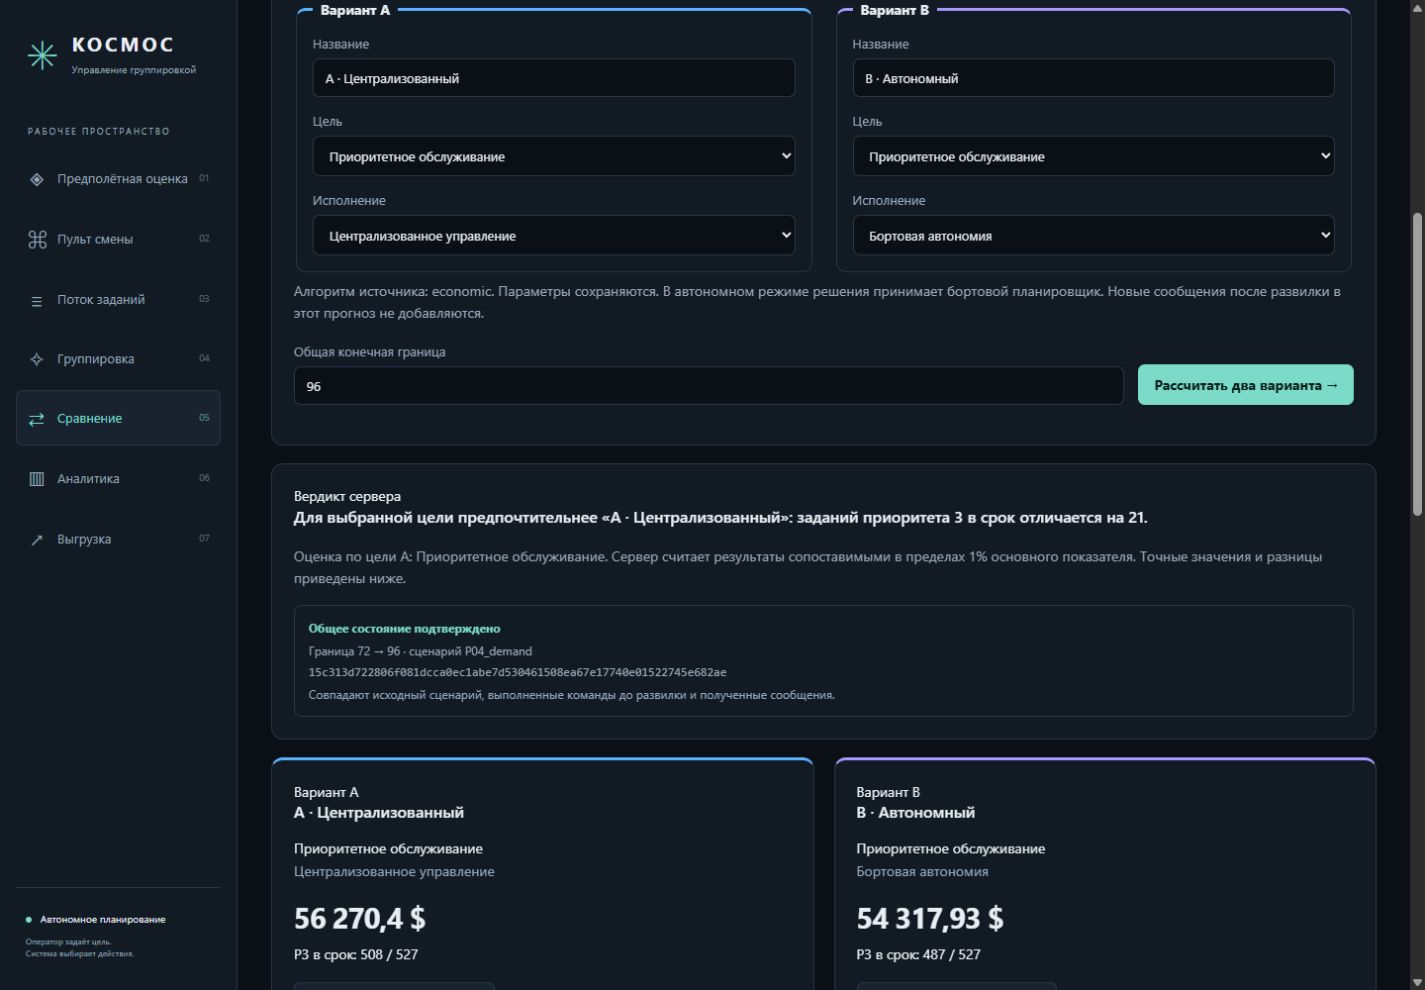 КОСМОС
Управление группировкой
РАБОЧЕЕ ПРОСТРАНСТВО
Предполётная оценка 01
Пульт смены 02
Поток заданий 03
Группировка 04
Сравнение 05
Аналитика 06
Выгрузка 07
Автономное планирование
Оператор задаёт цель.
Система выбирает действия.
Вариант A
Название
A · Централизованный
Цель
Приоритетное обслуживание
Исполнение
Централизованное управление
Вариант B
Название
B · Автономный
Цель
Приоритетное обслуживание
Исполнение
Бортовая автономия
Алгоритм источника: economic. Параметры сохраняются. В автономном режиме решения принимает бортовой планировщик. Новые сообщения после развилки в
этот прогноз не добавляются.
Общая конечная граница
96
Рассчитать два варианта →
Вердикт сервера
Для выбранной цели предпочтительнее «A · Централизованный»: заданий приоритета 3 в срок отличается на 21.
Оценка по цели A: Приоритетное обслуживание. Сервер считает результаты сопоставимыми в пределах 1% основного показателя. Точные значения и разницы
приведены ниже.
Общее состояние подтверждено
Граница 72 → 96 · сценарий P04_demand
15c313d722806f081dcca0ec1abe7d530461508ea67e17740e01522745e682ae
Совпадают исходный сценарий, выполненные команды до развилки и полученные сообщения.
Вариант A
A · Централизованный
Приоритетное обслуживание
Централизованное управление
56 270,4 $
P3 в срок: 508 / 527
Вариант B
B · Автономный
Приоритетное обслуживание
Бортовая автономия
54 317,93 $
P3 в срок: 487 / 527